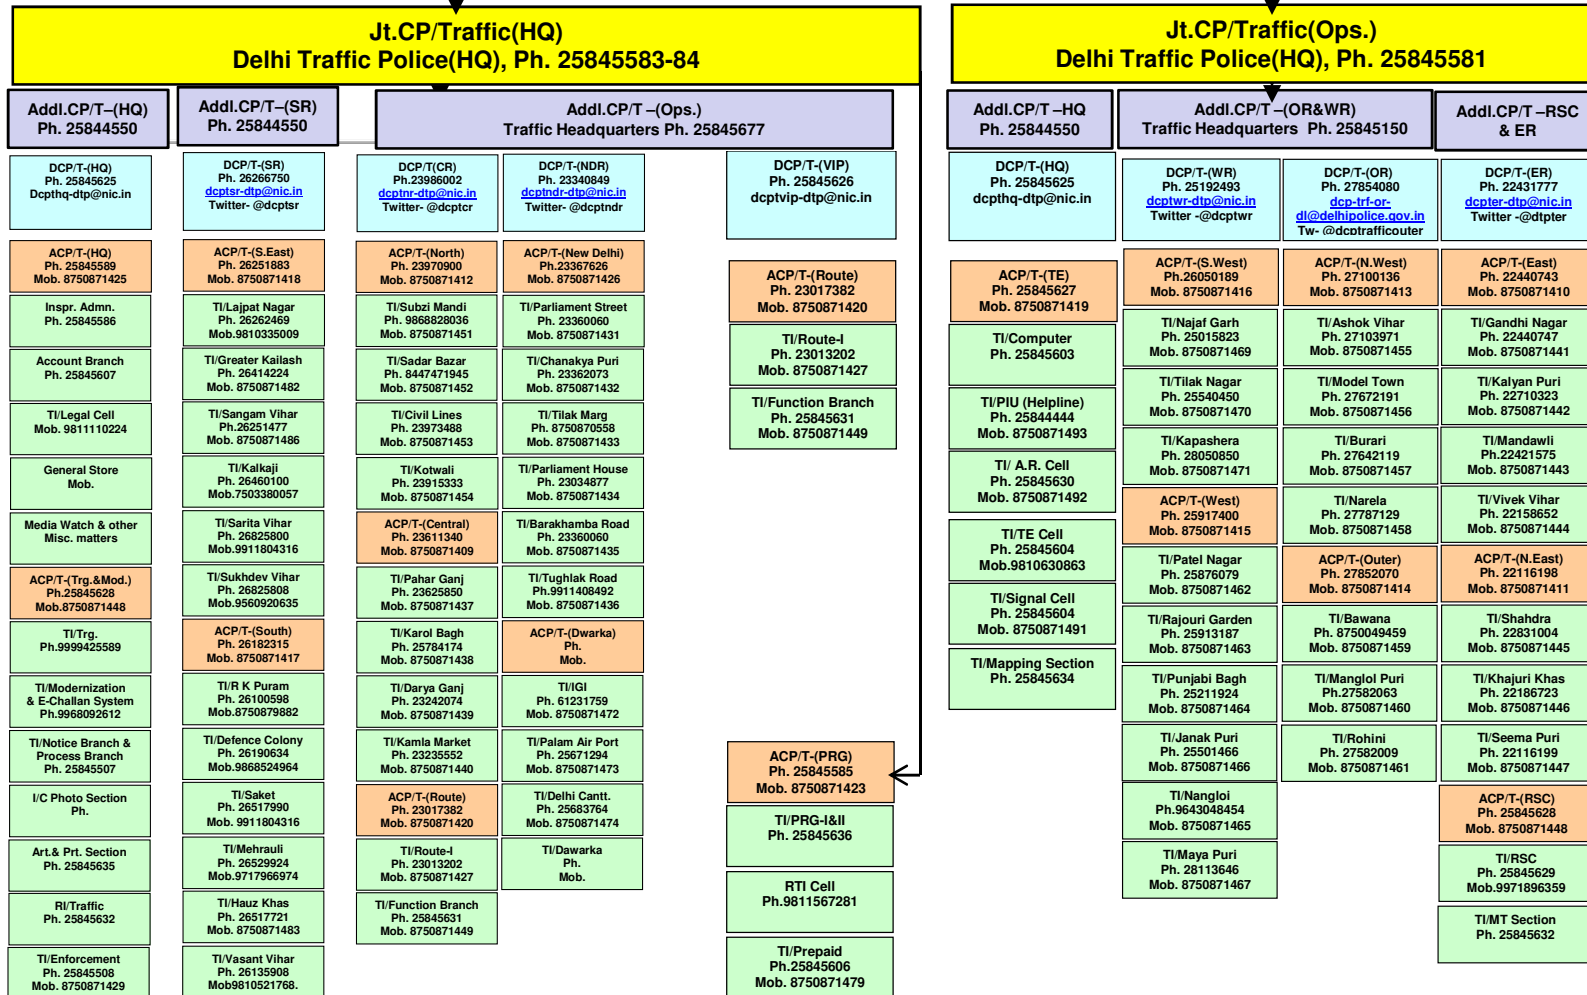 Jt.CP/Traffic(HQ)
Delhi Traffic Police(HQ), Ph. 25845583-84
Addl.CP/T–(HQ)
Ph. 25844550
Addl.CP/T–(SR)
Ph. 25844550
Addl.CP/T –(Ops.)
Traffic Headquarters Ph. 25845677
DCP/T-(HQ)
Ph. 25845625
Dcpthq-dtp@nic.in
ACP/T-(HQ)
Ph. 25845589
Mob. 8750871425
Inspr. Admn.
Ph. 25845586
Account Branch
Ph. 25845607
TI/Legal Cell
Mob. 9811110224
General Store
Mob.
Media Watch & other
Misc. matters
ACP/T-(Trg.&Mod.)
Ph.25845628
Mob.8750871448
TI/Trg.
Ph.9999425589
TI/Modernization
& E-Challan System
Ph.9968092612
TI/Notice Branch &
Process Branch
Ph. 25845507
I/C Photo Section
Ph.
Art.& Prt. Section
Ph. 25845635
RI/Traffic
Ph. 25845632
TI/Enforcement
Ph. 25845508
Mob. 8750871429
DCP/T-(SR)
Ph. 26266750
dcptsr-dtp@nic.in
Twitter- @dcptsr
ACP/T-(S.East)
Ph. 26251883
Mob. 8750871418
TI/Lajpat Nagar
Ph. 26262469
Mob.9810335009
TI/Greater Kailash
Ph. 26414224
Mob. 8750871482
TI/Sangam Vihar
Ph.26251477
Mob. 8750871486
TI/Kalkaji
Ph. 26460100
Mob.7503380057
TI/Sarita Vihar
Ph. 26825800
Mob.9911804316
TI/Sukhdev Vihar
Ph. 26825808
Mob.9560920635
ACP/T-(South)
Ph. 26182315
Mob. 8750871417
TI/R K Puram
Ph. 26100598
Mob.8750879882
TI/Defence Colony
Ph. 26190634
Mob.9868524964
TI/Saket
Ph. 26517990
Mob. 9911804316
TI/Mehrauli
Ph. 26529924
Mob.9717966974
TI/Hauz Khas
Ph. 26517721
Mob. 8750871483
TI/Vasant Vihar
Ph. 26135908
Mob9810521768.
DCP/T(CR)
Ph.23986002
dcptnr-dtp@nic.in
Twitter- @dcptcr
ACP/T-(North)
Ph. 23970900
Mob. 8750871412
TI/Subzi Mandi
Ph. 9868828036
Mob. 8750871451
TI/Sadar Bazar
Ph. 8447471945
Mob. 8750871452
TI/Civil Lines
Ph. 23973488
Mob. 8750871453
TI/Kotwali
Ph. 23915333
Mob. 8750871454
ACP/T-(Central)
Ph. 23611340
Mob. 8750871409
TI/Pahar Ganj
Ph. 23625850
Mob. 8750871437
TI/Karol Bagh
Ph. 25784174
Mob. 8750871438
TI/Darya Ganj
Ph. 23242074
Mob. 8750871439
TI/Kamla Market
Ph. 23235552
Mob. 8750871440
ACP/T-(Route)
Ph. 23017382
Mob. 8750871420
TI/Route-I
Ph. 23013202
Mob. 8750871427
TI/Function Branch
Ph. 25845631
Mob. 8750871449
DCP/T-(NDR)
Ph. 23340849
dcptndr-dtp@nic.in
Twitter- @dcptndr
ACP/T-(New Delhi)
Ph.23367626
Mob. 8750871426
TI/Parliament Street
Ph. 23360060
Mob. 8750871431
TI/Chanakya Puri
Ph. 23362073
Mob. 8750871432
TI/Tilak Marg
Ph. 8750870558
Mob. 8750871433
TI/Parliament House
Ph. 23034877
Mob. 8750871434
TI/Barakhamba Road
Ph. 23360060
Mob. 8750871435
TI/Tughlak Road
Ph.9911408492
Mob. 8750871436
ACP/T-(Dwarka)
Ph.
Mob.
TI/IGI
Ph. 61231759
Mob. 8750871472
TI/Palam Air Port
Ph. 25671294
Mob. 8750871473
TI/Delhi Cantt.
Ph. 25683764
Mob. 8750871474
TI/Dawarka
Ph.
Mob.
DCP/T-(VIP)
Ph. 25845626
dcptvip-dtp@nic.in
ACP/T-(Route)
Ph. 23017382
Mob. 8750871420
TI/Route-I
Ph. 23013202
Mob. 8750871427
TI/Function Branch
Ph. 25845631
Mob. 8750871449
ACP/T-(PRG)
Ph. 25845585
Mob. 8750871423
TI/PRG-I&II
Ph. 25845636
RTI Cell
Ph.9811567281
TI/Prepaid
Ph.25845606
Mob. 8750871479
Jt.CP/Traffic(Ops.)
Delhi Traffic Police(HQ), Ph. 25845581
Addl.CP/T –HQ
Ph. 25844550
Addl.CP/T –(OR&WR)
Traffic Headquarters Ph. 25845150
Addl.CP/T –RSC
& ER
DCP/T-(HQ)
Ph. 25845625
dcpthq-dtp@nic.in
ACP/T-(TE)
Ph. 25845627
Mob. 8750871419
TI/Computer
Ph. 25845603
TI/PIU (Helpline)
Ph. 25844444
Mob. 8750871493
TI/ A.R. Cell
Ph. 25845630
Mob. 8750871492
TI/TE Cell
Ph. 25845604
Mob.9810630863
TI/Signal Cell
Ph. 25845604
Mob. 8750871491
TI/Mapping Section
Ph. 25845634
DCP/T-(WR)
Ph. 25192493
dcptwr-dtp@nic.in
Twitter -@dcptwr
ACP/T-(S.West)
Ph.26050189
Mob. 8750871416
TI/Najaf Garh
Ph. 25015823
Mob. 8750871469
TI/Tilak Nagar
Ph. 25540450
Mob. 8750871470
TI/Kapashera
Ph. 28050850
Mob. 8750871471
ACP/T-(West)
Ph. 25917400
Mob. 8750871415
TI/Patel Nagar
Ph. 25876079
Mob. 8750871462
TI/Rajouri Garden
Ph. 25913187
Mob. 8750871463
TI/Punjabi Bagh
Ph. 25211924
Mob. 8750871464
TI/Janak Puri
Ph. 25501466
Mob. 8750871466
TI/Nangloi
Ph.9643048454
Mob. 8750871465
TI/Maya Puri
Ph. 28113646
Mob. 8750871467
DCP/T-(OR)
Ph. 27854080
dcp-trf-or-
dl@delhipolice.gov.in
Tw- @dcptrafficouter
ACP/T-(N.West)
Ph. 27100136
Mob. 8750871413
TI/Ashok Vihar
Ph. 27103971
Mob. 8750871455
TI/Model Town
Ph. 27672191
Mob. 8750871456
TI/Burari
Ph. 27642119
Mob. 8750871457
TI/Narela
Ph. 27787129
Mob. 8750871458
ACP/T-(Outer)
Ph. 27852070
Mob. 8750871414
TI/Bawana
Ph. 8750049459
Mob. 8750871459
TI/Manglol Puri
Ph.27582063
Mob. 8750871460
TI/Rohini
Ph. 27582009
Mob. 8750871461
DCP/T-(ER)
Ph. 22431777
dcpter-dtp@nic.in
Twitter -@dtpter
ACP/T-(East)
Ph. 22440743
Mob. 8750871410
TI/Gandhi Nagar
Ph. 22440747
Mob. 8750871441
TI/Kalyan Puri
Ph. 22710323
Mob. 8750871442
TI/Mandawli
Ph.22421575
Mob. 8750871443
TI/Vivek Vihar
Ph. 22158652
Mob. 8750871444
ACP/T-(N.East)
Ph. 22116198
Mob. 8750871411
TI/Shahdra
Ph. 22831004
Mob. 8750871445
TI/Khajuri Khas
Ph. 22186723
Mob. 8750871446
TI/Seema Puri
Ph. 22116199
Mob. 8750871447
ACP/T-(RSC)
Ph. 25845628
Mob. 8750871448
TI/RSC
Ph. 25845629
Mob.9971896359
TI/MT Section
Ph. 25845632